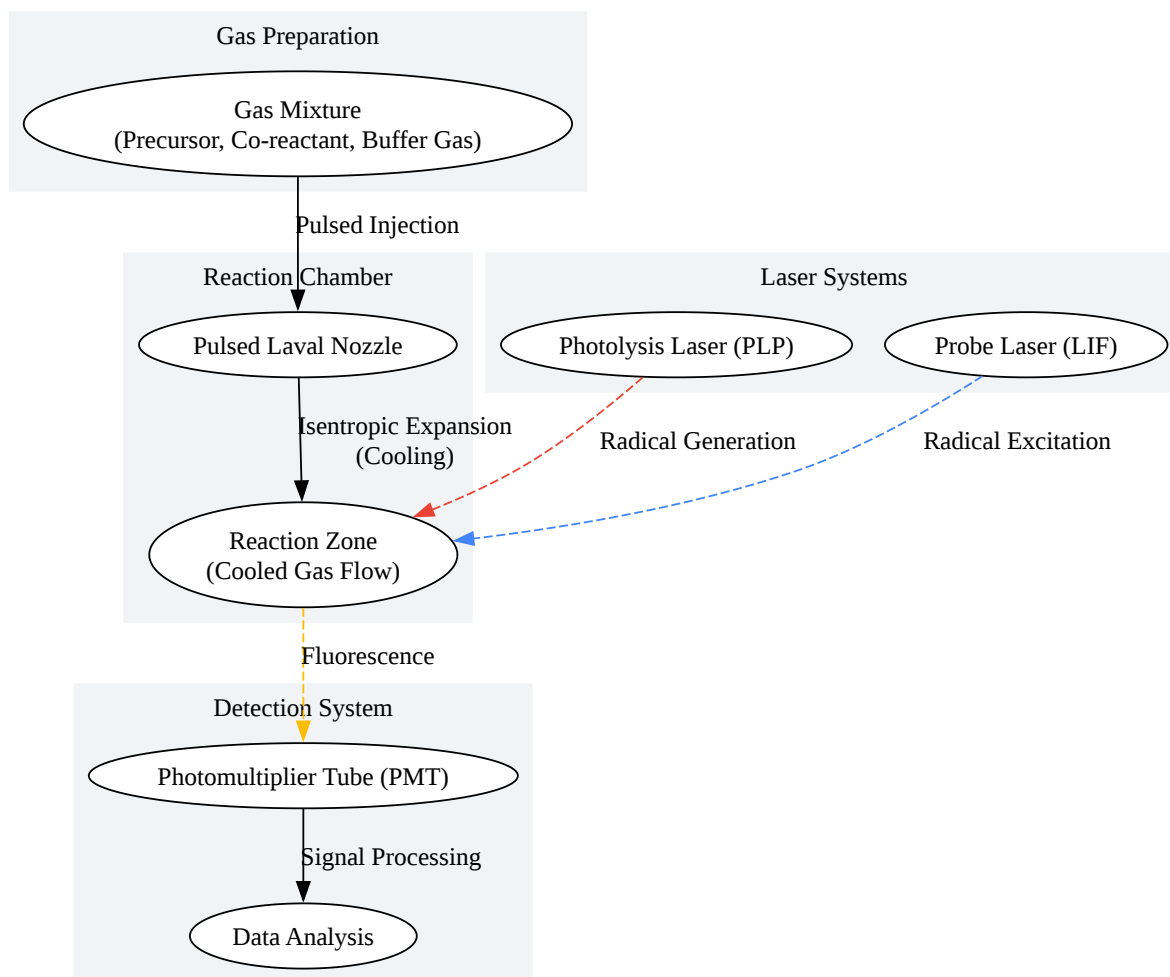 Gas Preparation
Gas Mixture
(Precursor, Co-reactant, Buffer Gas)
Pulsed Injection
Reaction Chamber
Laser Systems
Pulsed Laval Nozzle
Photolysis Laser (PLP)
Probe Laser (LIF)
Isentropic Expansion
(Cooling)
Radical Generation
Radical Excitation
Reaction Zone
(Cooled Gas Flow)
Fluorescence
Detection System
Photomultiplier Tube (PMT)
Signal Processing
Data Analysis